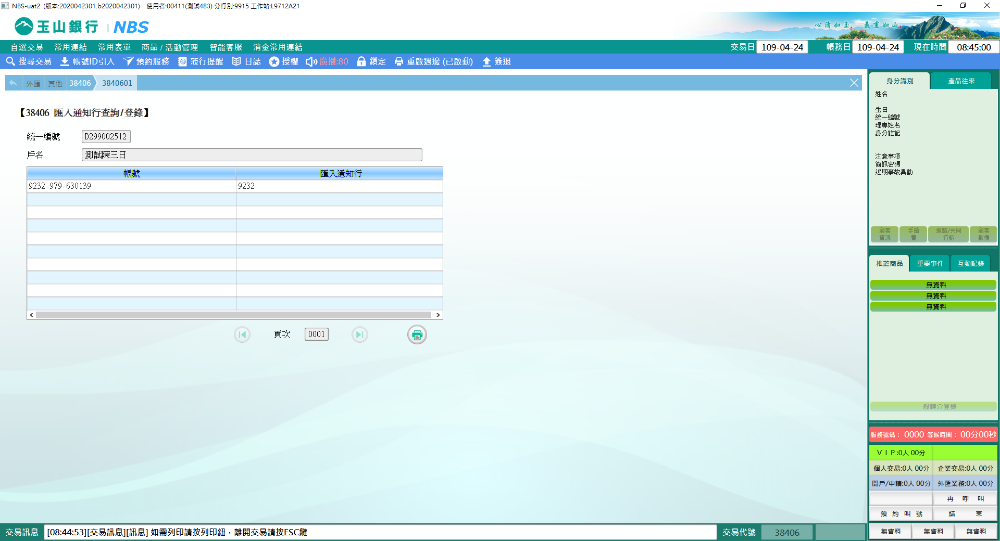 NBS-uat2 (版本:2020042301.b2020042301) 使用者:00411(測試483) 分行別:9915 工作站:L9712A21
玉山銀行 | NBS
心清如玉。義重如山。
自選交易 常用連結 常用表單 商品 / 活動管理 智能客服 消金常用連結 交易日 109-04-24 帳務日 109-04-24 現在時間 08:45:00
搜尋交易 帳號ID引入 預約服務 蒞行提醒 日誌 授權 廣播:80 鎖定 重啟週邊 (已啟動) 簽退
外匯 其他 38406 3840601
【38406 匯入通知行查詢/登錄】
統一編號 D299002512
戶名 測試陳三日
帳號 匯入通知行
9232-979-630139 9232
頁次 0001
身分識別 產品往來
姓名
生日
統一編號
理專姓名
身分註記
注意事項
簡訊密碼
近期事故異動
顧客資訊 手續費 通路/共同行銷 顧客影像
推薦商品 重要事件 互動記錄
無資料
無資料
無資料
一般轉介登錄
服務號碼： 0000 等候時間： 00分00秒
ＶＩＰ:0人 00分
個人交易:0人 00分 企業交易:0人 00分
開戶/申請:0人 00分 外匯業務:0人 00分
再 呼 叫
預 約 叫 號 結 束
無資料 無資料 無資料
交易訊息 [08:44:53][交易訊息][訊息] 如需列印請按列印鈕，離開交易請按ESC鍵 交易代號 38406